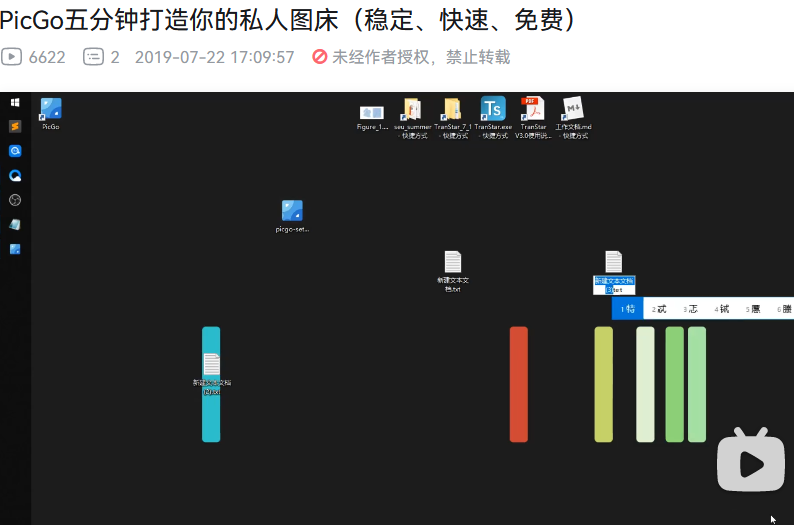 PicGo五分钟打造你的私人图床（稳定、快速、免费）
6622 2 2019-07-22 17:09:57 未经作者授权，禁止转载
PicGo
Figure_1....
seu_summer
- 快捷方式
TranStar_7_1
- 快捷方式
TranStar.exe
- 快捷方式
TranStar
V3.0使用说...
工作文档.md
- 快捷方式
Ts
PDF
M↓
picgo-set...
新建文本文
档.txt
新建文本文档
.txt
1 特 2 忒 3 忑 4 铽 5 慝 6
新建文本文档
.txt